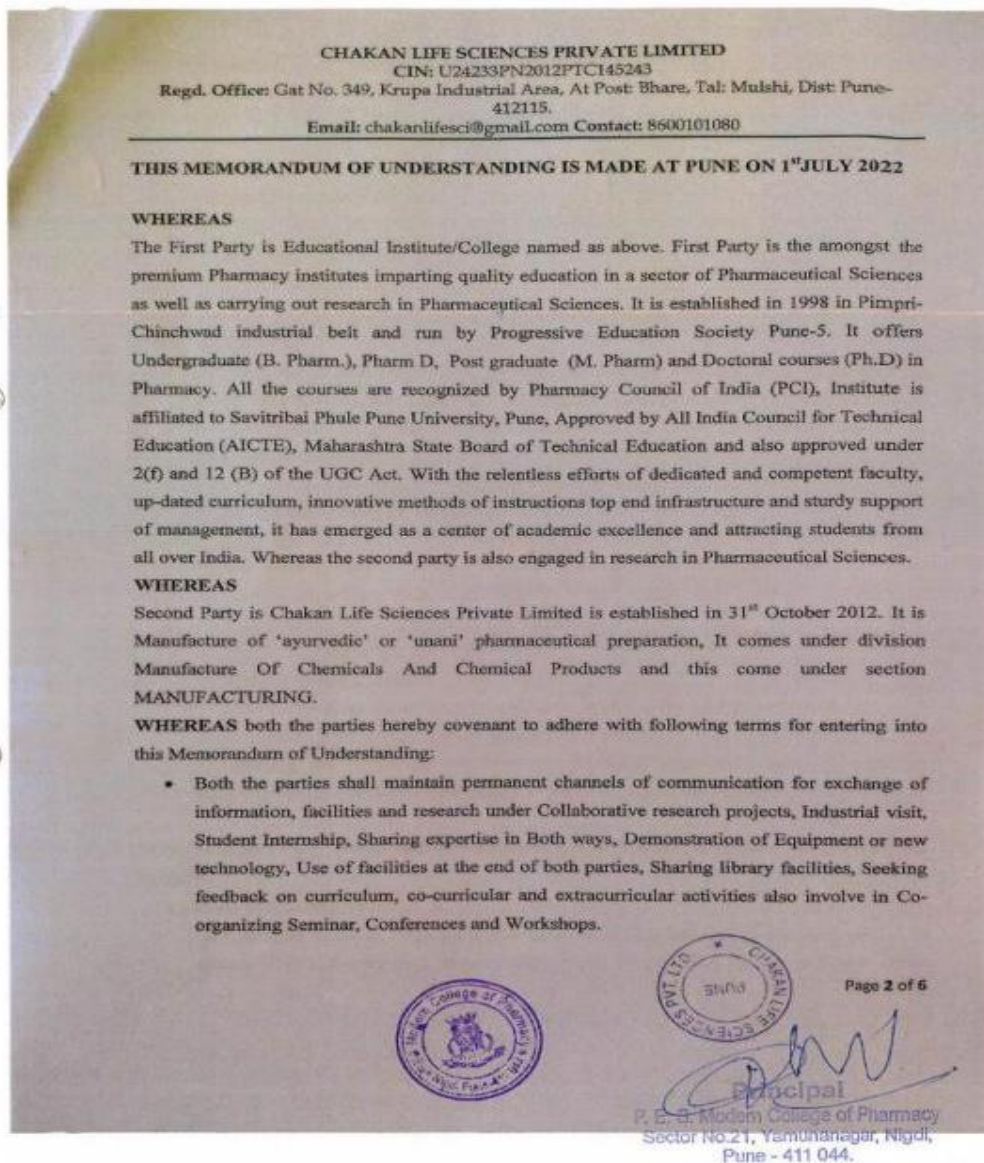 CHAKAN LIFE SCIENCES PRIVATE LIMITED
CIN: U24233PN2012PTC145243
Regd. Office: Gat No. 349, Krupa Industrial Area, At Post: Bhare, Tal: Mulshi, Dist: Pune-
412115.
Email: chakanlifesci@gmail.com Contact: 8600101080
THIS MEMORANDUM OF UNDERSTANDING IS MADE AT PUNE ON 1st JULY 2022
WHEREAS
The First Party is Educational Institute/College named as above. First Party is the amongst the
premium Pharmacy institutes imparting quality education in a sector of Pharmaceutical Sciences
as well as carrying out research in Pharmaceutical Sciences. It is established in 1998 in Pimpri-
Chinchwad industrial belt and run by Progressive Education Society Pune-5. It offers
Undergraduate (B. Pharm.), Pharm D, Post graduate (M. Pharm) and Doctoral courses (Ph.D) in
Pharmacy. All the courses are recognized by Pharmacy Council of India (PCI), Institute is
affiliated to Savitribai Phule Pune University, Pune, Approved by All India Council for Technical
Education (AICTE), Maharashtra State Board of Technical Education and also approved under
2(f) and 12 (B) of the UGC Act. With the relentless efforts of dedicated and competent faculty,
up-dated curriculum, innovative methods of instructions top end infrastructure and sturdy support
of management, it has emerged as a center of academic excellence and attracting students from
all over India. Whereas the second party is also engaged in research in Pharmaceutical Sciences.
WHEREAS
Second Party is Chakan Life Sciences Private Limited is established in 31st October 2012. It is
Manufacture of 'ayurvedic' or 'unani' pharmaceutical preparation, It comes under division
Manufacture Of Chemicals And Chemical Products and this come under section
MANUFACTURING.
WHEREAS both the parties hereby covenant to adhere with following terms for entering into
this Memorandum of Understanding:
• Both the parties shall maintain permanent channels of communication for exchange of
information, facilities and research under Collaborative research projects, Industrial visit,
Student Internship, Sharing expertise in Both ways, Demonstration of Equipment or new
technology, Use of facilities at the end of both parties, Sharing library facilities, Seeking
feedback on curriculum, co-curricular and extracurricular activities also involve in Co-
organizing Seminar, Conferences and Workshops.
CHAKAN LIFE SCIENCES PVT. LTD
PUNE
Page 2 of 6
Modern College of Pharmacy
Principal
P. E. S. Modern College of Pharmacy
Sector No.21, Yamunanagar, Nigdi,
Pune - 411 044.